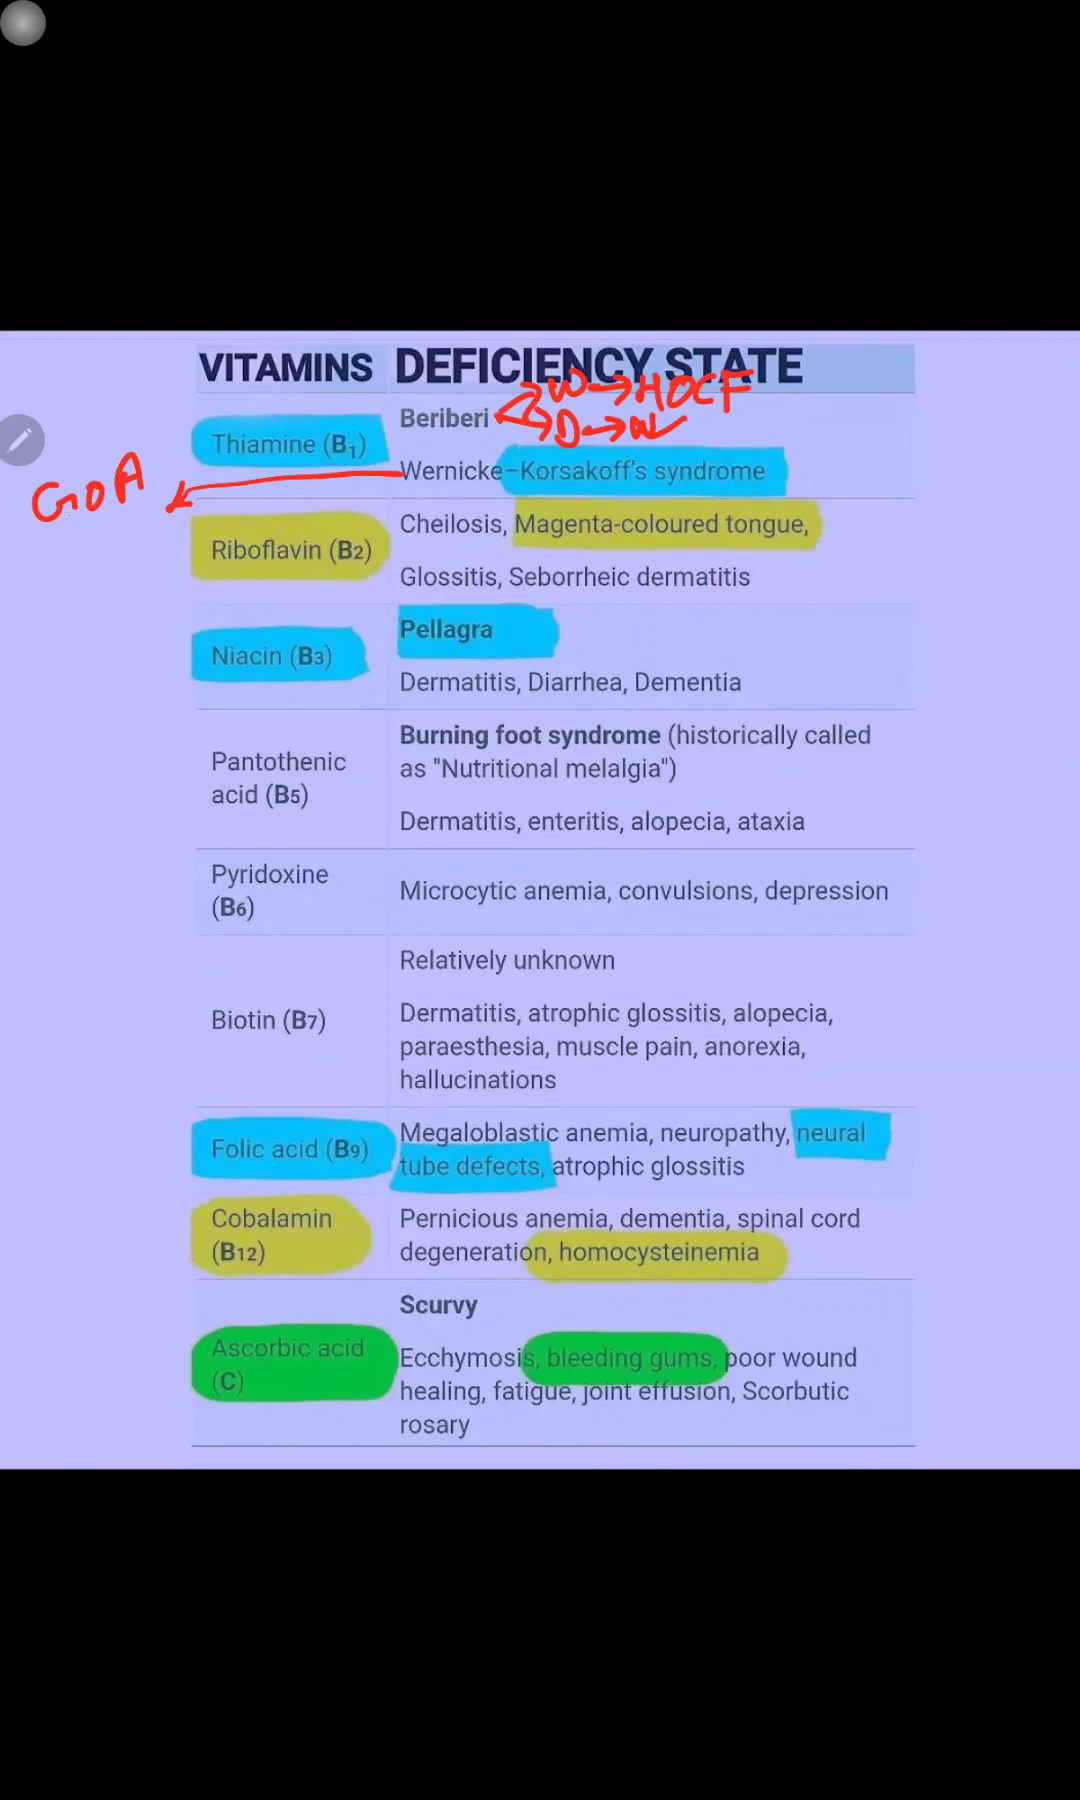 VITAMINS DEFICIENCY STATE
Thiamine (B1)
Beriberi
W→HOCF
D→N
Wernicke–Korsakoff's syndrome
GOA
Riboflavin (B2)
Cheilosis, Magenta-coloured tongue,
Glossitis, Seborrheic dermatitis
Niacin (B3)
Pellagra
Dermatitis, Diarrhea, Dementia
Pantothenic
acid (B5)
Burning foot syndrome (historically called
as "Nutritional melalgia")
Dermatitis, enteritis, alopecia, ataxia
Pyridoxine
(B6)
Microcytic anemia, convulsions, depression
Biotin (B7)
Relatively unknown
Dermatitis, atrophic glossitis, alopecia,
paraesthesia, muscle pain, anorexia,
hallucinations
Folic acid (B9)
Megaloblastic anemia, neuropathy, neural
tube defects, atrophic glossitis
Cobalamin
(B12)
Pernicious anemia, dementia, spinal cord
degeneration, homocysteinemia
Ascorbic acid
(C)
Scurvy
Ecchymosis, bleeding gums, poor wound
healing, fatigue, joint effusion, Scorbutic
rosary